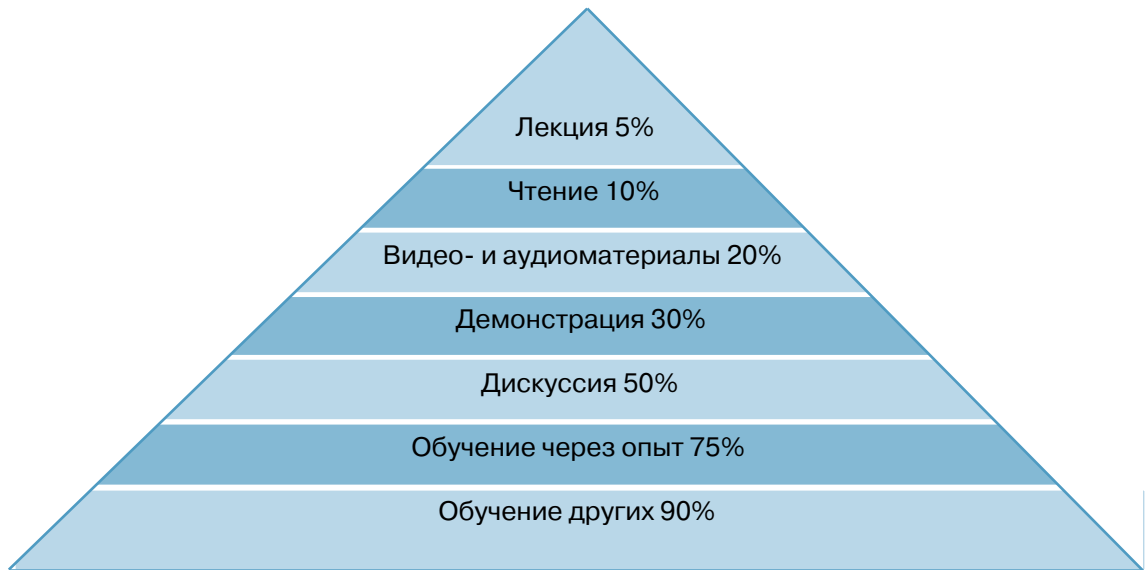 Лекция 5%
Чтение 10%
Видео- и аудиоматериалы 20%
Демонстрация 30%
Дискуссия 50%
Обучение через опыт 75%
Обучение других 90%